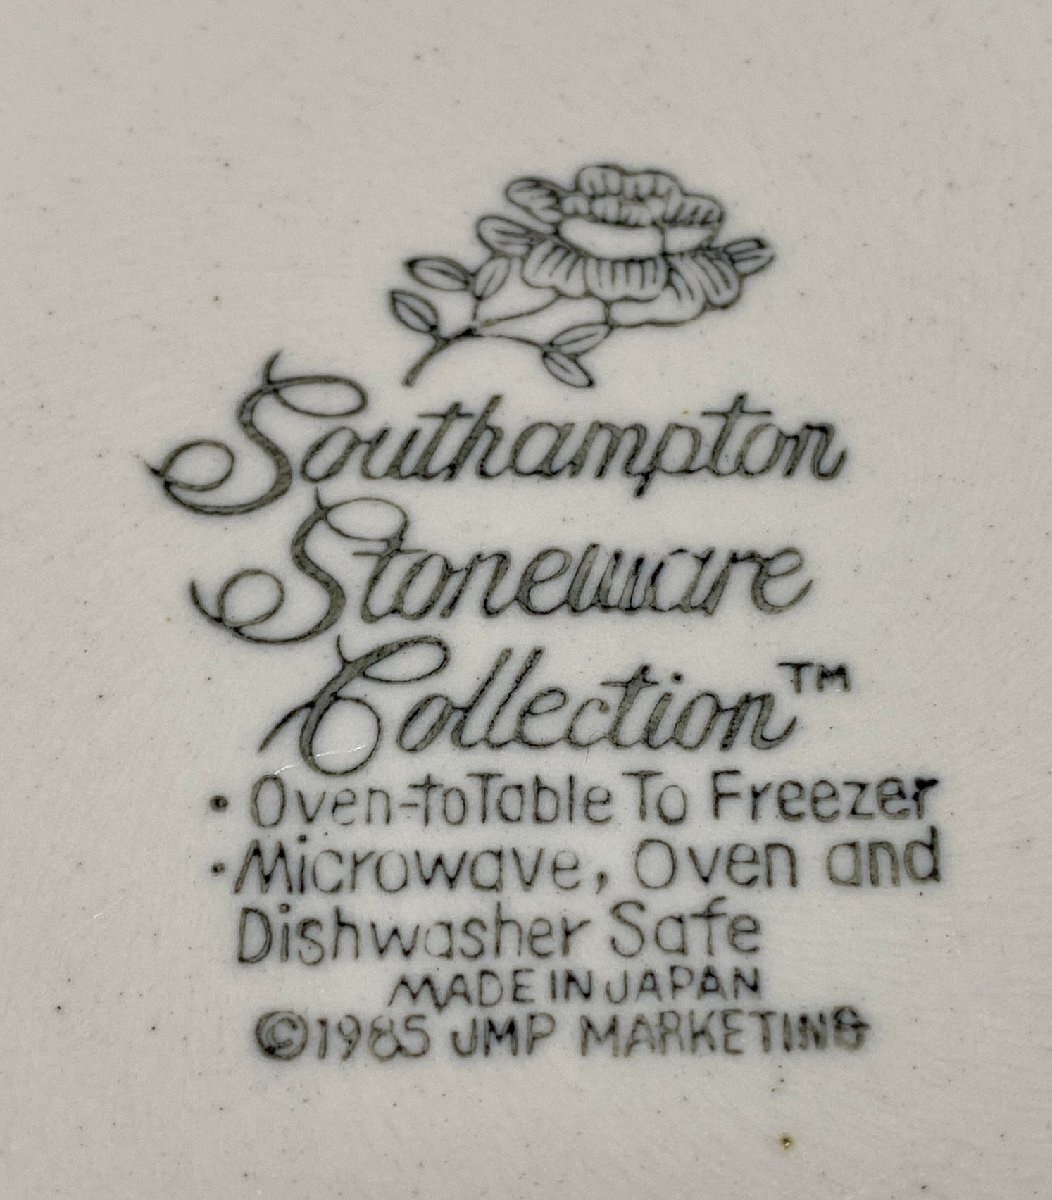 Southampton
Stoneware
Collection™
• Oven-toTable To Freezer
• Microwave, Oven and
Dishwasher Safe
MADE IN JAPAN
©1985 JMP MARKETING